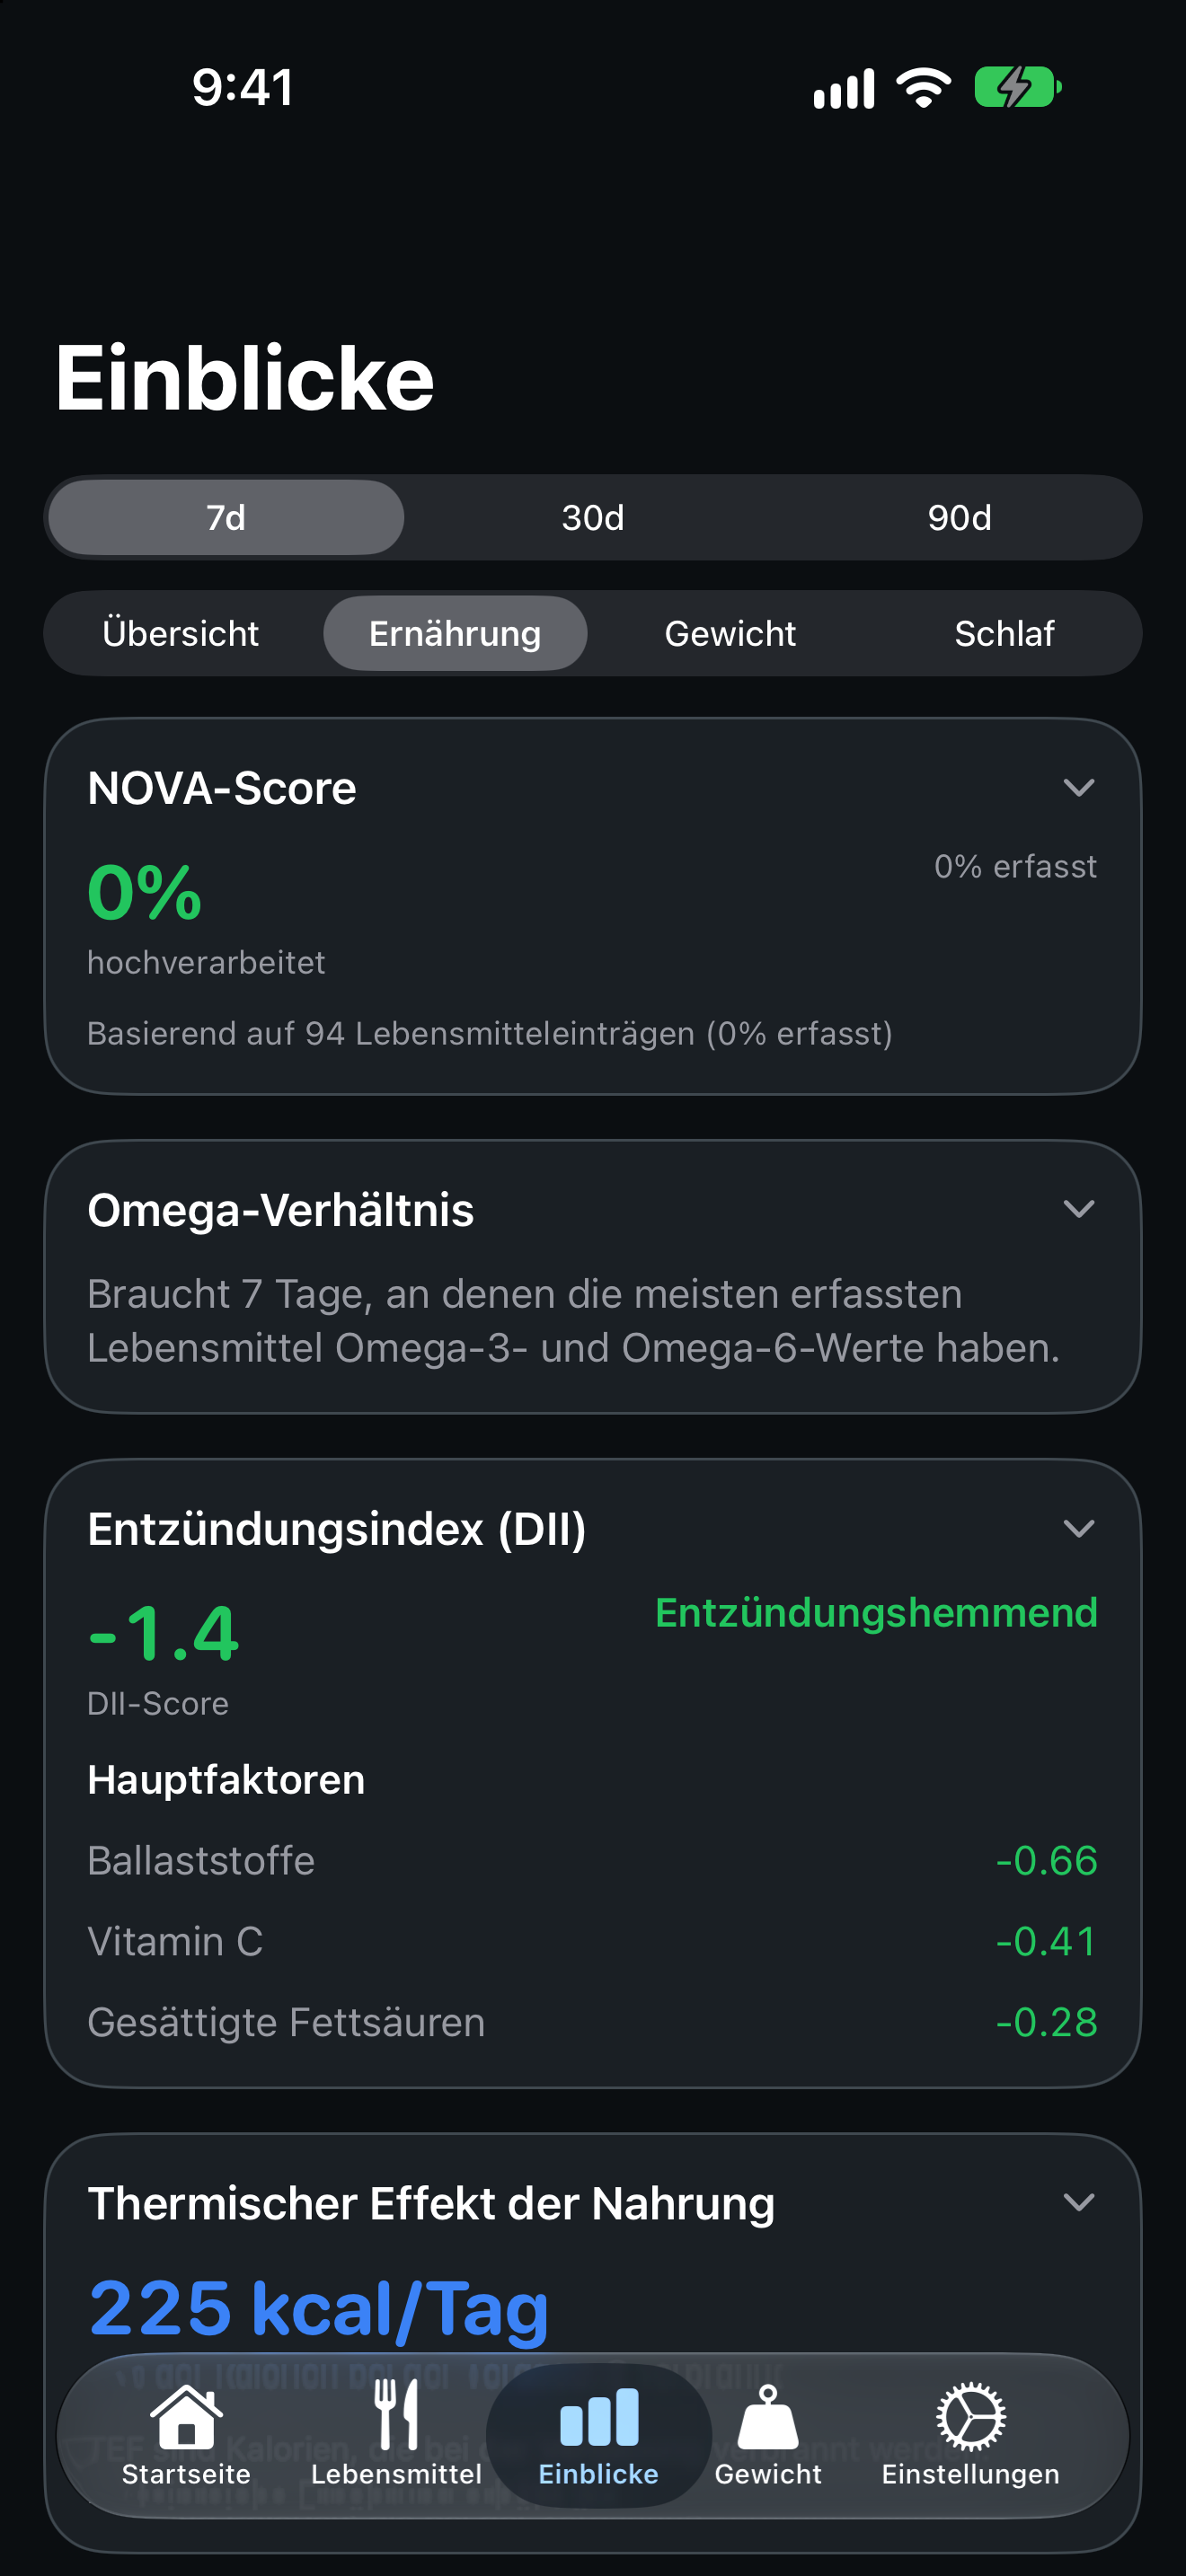 9:41
Einblicke
7d
30d
90d
Übersicht
Ernährung
Gewicht
Schlaf
NOVA-Score
0%
0% erfasst
hochverarbeitet
Basierend auf 94 Lebensmitteleinträgen (0% erfasst)
Omega-Verhältnis
Braucht 7 Tage, an denen die meisten erfassten
Lebensmittel Omega-3- und Omega-6-Werte haben.
Entzündungsindex (DII)
-1.4
Entzündungshemmend
DII-Score
Hauptfaktoren
Ballaststoffe
-0.66
Vitamin C
-0.41
Gesättigte Fettsäuren
-0.28
Thermischer Effekt der Nahrung
225 kcal/Tag
Startseite
Lebensmittel
Einblicke
Gewicht
Einstellungen